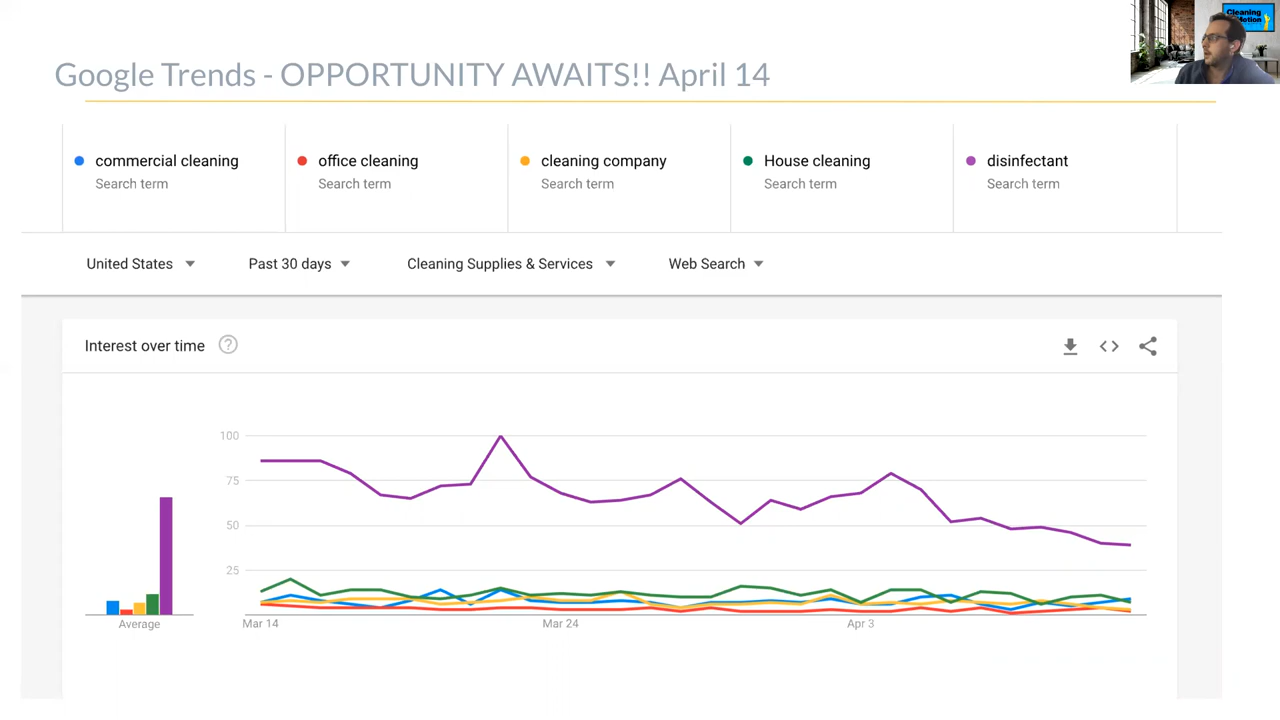 Cleaning
Google Trends - OPPORTUNITY AWAITS!! April 14
commercial cleaning
Search term
office cleaning
Search term
cleaning company
Search term
House cleaning
Search term
disinfectant
Search term
United States
Past 30 days
Cleaning Supplies & Services
Web Search
Interest over time
?
100
75
50
25
Average
Mar 14
Mar 24
Apr 3